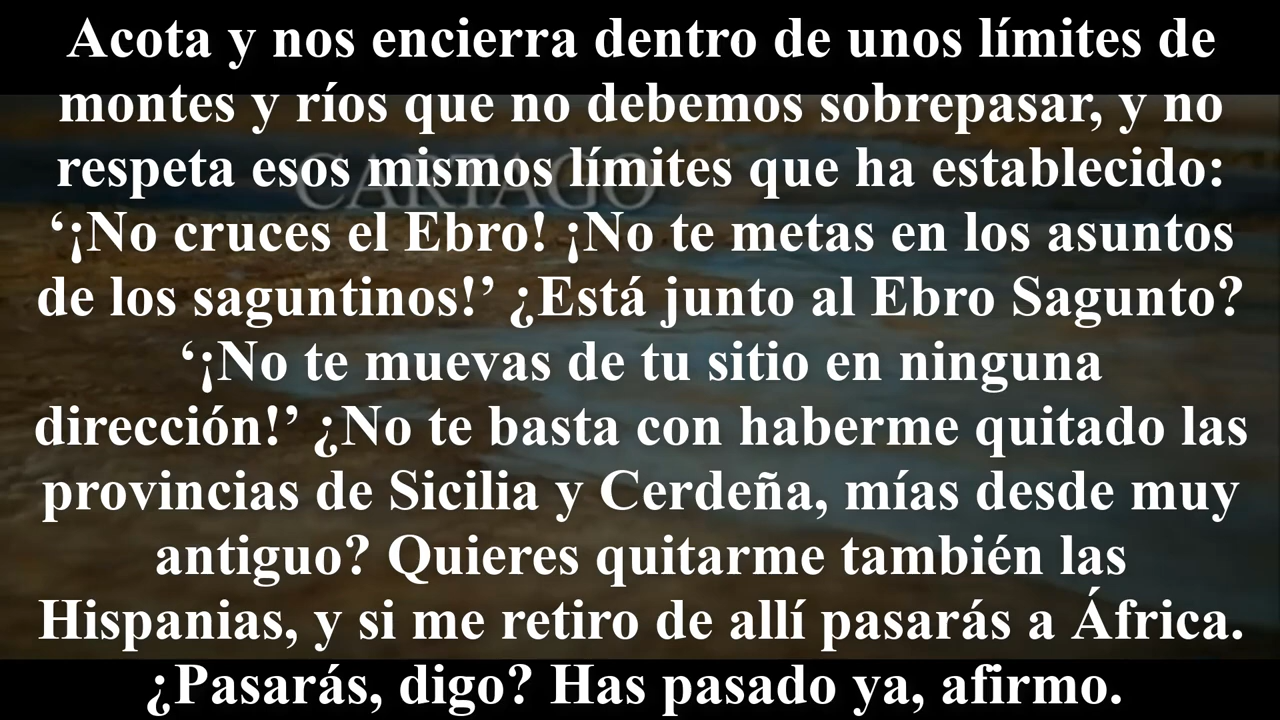 Acota y nos encierra dentro de unos límites de
montes y ríos que no debemos sobrepasar, y no
respeta esos mismos límites que ha establecido:
‘¡No cruces el Ebro! ¡No te metas en los asuntos
de los saguntinos!’ ¿Está junto al Ebro Sagunto?
‘¡No te muevas de tu sitio en ninguna
dirección!’ ¿No te basta con haberme quitado las
provincias de Sicilia y Cerdeña, mías desde muy
antiguo? Quieres quitarme también las
Hispanias, y si me retiro de allí pasarás a África.
¿Pasarás, digo? Has pasado ya, afirmo.
CARTAGO